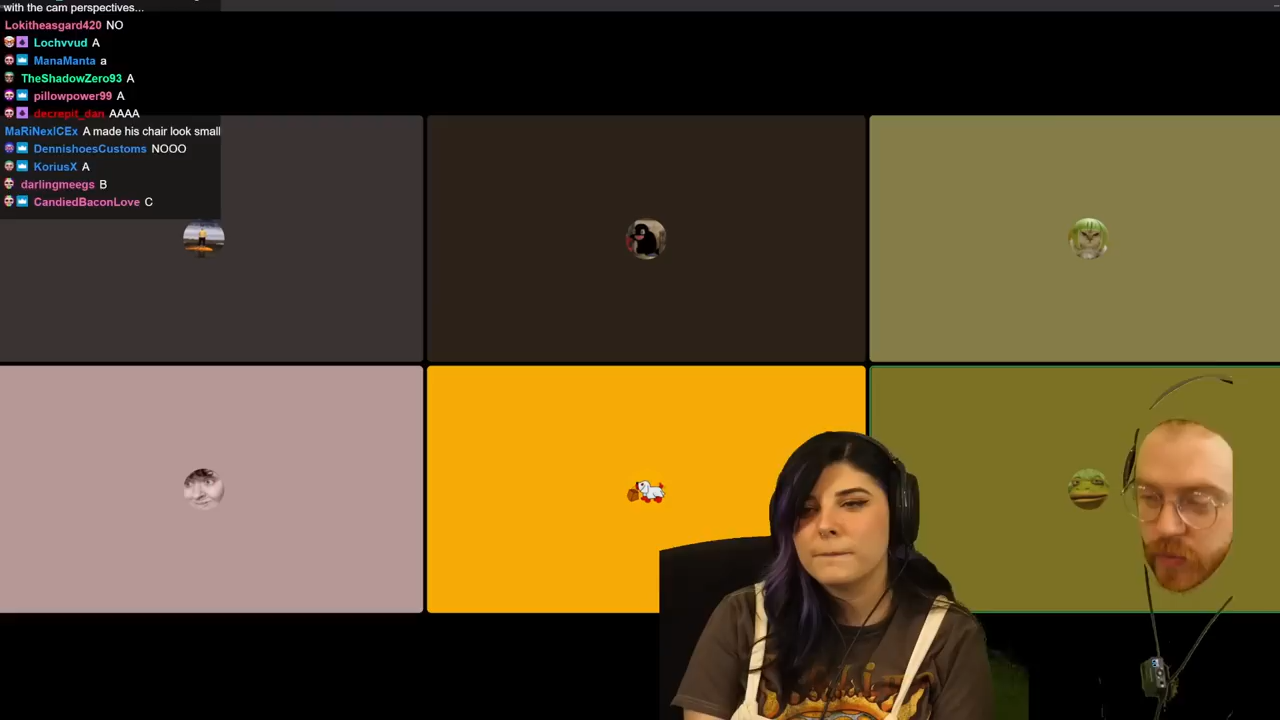 with the cam perspectives...
Lokitheasgard420 NO
Lochvvud A
ManaManta a
TheShadowZero93 A
pillowpower99 A
decrepit_dan AAAA
MaRiNexICEx A made his chair look small
DennishoesCustoms NOOO
KoriusX A
darlingmeegs B
CandiedBaconLove C